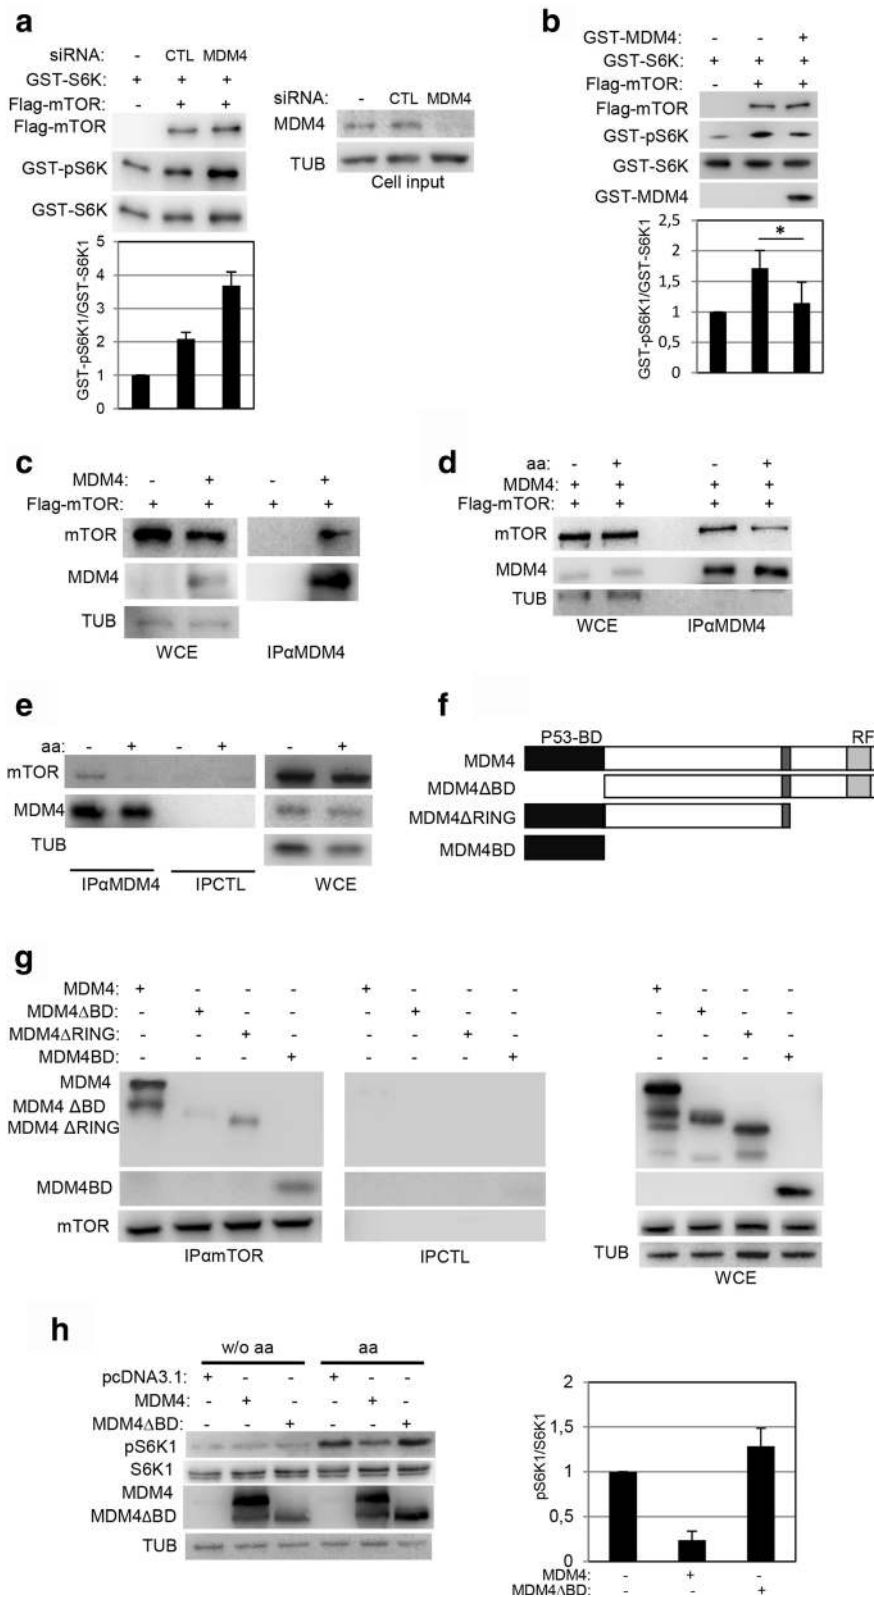 a
siRNA: - CTL MDM4
GST-S6K: + + +
Flag-mTOR: - + +
Flag-mTOR
GST-pS6K
GST-S6K
GST-pS6K1/GST-S6K1
5
4
3
2
1
0
siRNA: - CTL MDM4
MDM4
TUB
Cell input
b
GST-MDM4: - - +
GST-S6K: + + +
Flag-mTOR: - + +
Flag-mTOR
GST-pS6K
GST-S6K
GST-MDM4
GST-pS6K1/GST-S6K1
2,5
2
1,5
1
0,5
0
*
c
MDM4: - + - +
Flag-mTOR: + + + +
mTOR
MDM4
TUB
WCE IPαMDM4
d
aa: - + - +
MDM4: + + + +
Flag-mTOR: + + + +
mTOR
MDM4
TUB
WCE IPαMDM4
e
aa: - + - + - +
mTOR
MDM4
TUB
IPαMDM4 IPCTL WCE
f
P53-BD RF
MDM4
MDM4ΔBD
MDM4ΔRING
MDM4BD
g
MDM4: + - - - + - - - + - - -
MDM4ΔBD: - + - - - + - - - + - -
MDM4ΔRING: - - + - - - + - - - + -
MDM4BD: - - - + - - - + - - - +
MDM4
MDM4 ΔBD
MDM4 ΔRING
MDM4BD
mTOR
TUB
IPαmTOR IPCTL WCE
h
w/o aa aa
pcDNA3.1: + - - + - -
MDM4: - + - - + -
MDM4ΔBD: - - + - - +
pS6K1
S6K1
MDM4
MDM4ΔBD
TUB
pS6K1/S6K1
2
1,5
1
0,5
0
MDM4: - + -
MDM4ΔBD: - - +